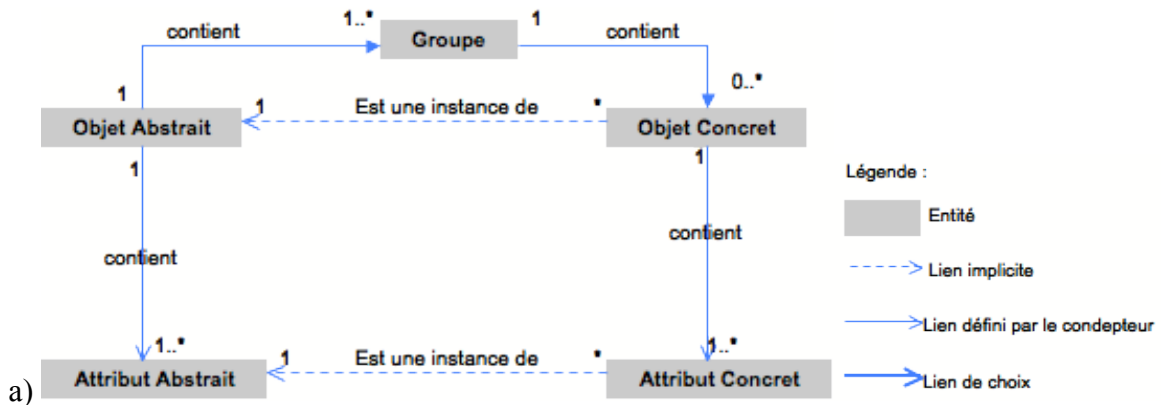 contient
1..*
Groupe
1
contient
0..*
1
Objet Abstrait
1
Est une instance de
*
Objet Concret
1
1
Légende :
Entité
contient
contient
Lien implicite
Lien défini par le condepteur
1..*
1..*
Attribut Abstrait
1
Est une instance de
*
Attribut Concret
Lien de choix
a)